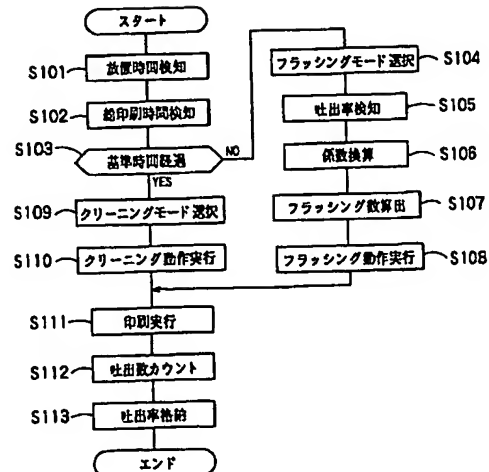 スタート
S101 放置時間検知
S102 総印刷時間検知
S103 基準時間経過
NO
YES
S104 フラッシングモード選択
S105 吐出率検知
S106 係数換算
S107 フラッシング数算出
S108 フラッシング動作実行
S109 クリーニングモード選択
S110 クリーニング動作実行
S111 印刷実行
S112 吐出数カウント
S113 吐出率格納
エンド